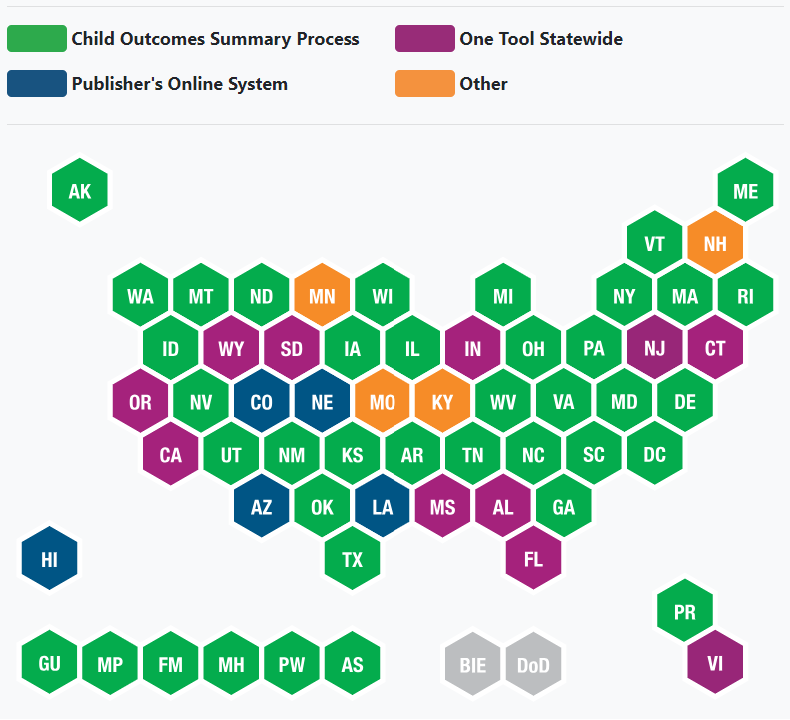 Child Outcomes Summary Process One Tool Statewide
Publisher's Online System Other
AK ME
VT NH
WA MT ND MN WI MI NY MA RI
ID WY SD IA IL IN OH PA NJ CT
OR NV CO NE MO KY WV VA MD DE
CA UT NM KS AR TN NC SC DC
AZ OK LA MS AL GA
HI TX FL
PR
GU MP FM MH PW AS BIE DoD VI